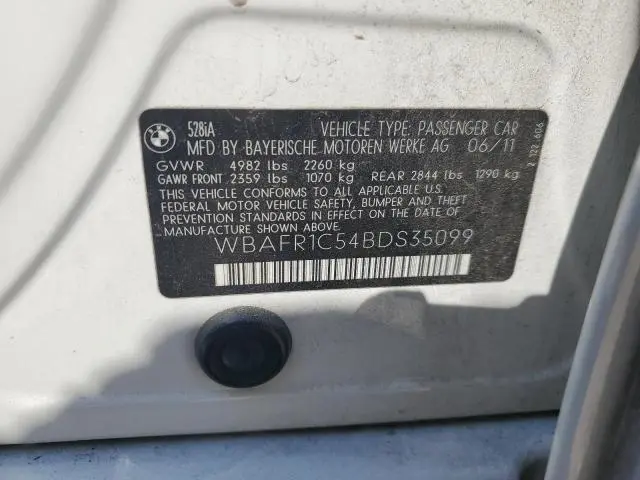 BMW
528iA VEHICLE TYPE: PASSENGER CAR
MFD BY BAYERISCHE MOTOREN WERKE AG 06/11
GVWR 4982 lbs 2260 kg
GAWR FRONT 2359 lbs 1070 kg REAR 2844 lbs 1290 kg
THIS VEHICLE CONFORMS TO ALL APPLICABLE U.S.
FEDERAL MOTOR VEHICLE SAFETY, BUMPER AND THEFT
PREVENTION STANDARDS IN EFFECT ON THE DATE OF
MANUFACTURE SHOWN ABOVE.
WBAFR1C54BDS35099